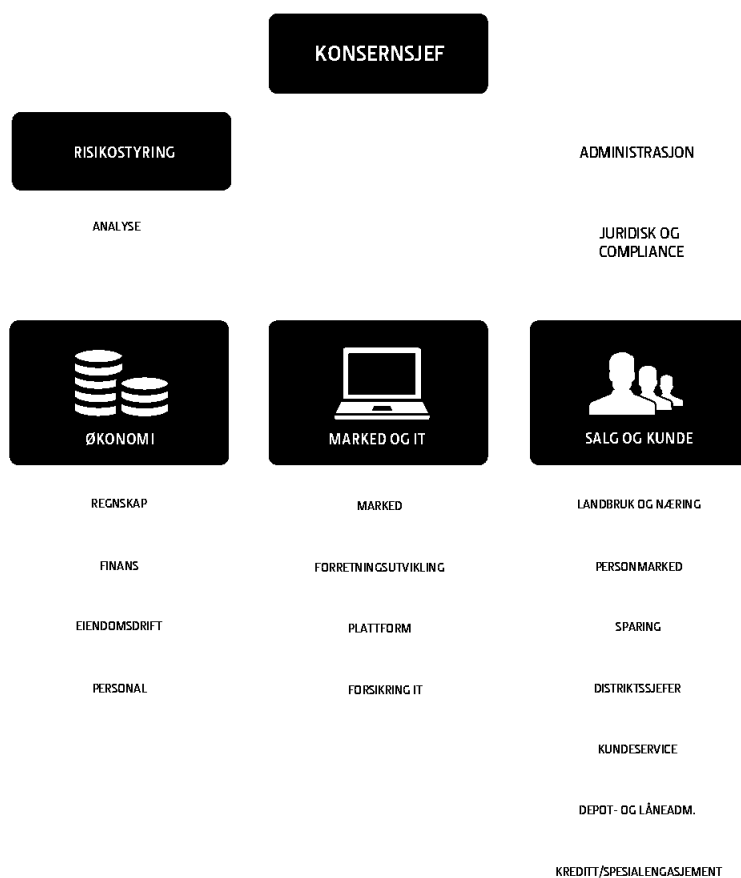 KONSERNSJEF
RISIKOSTYRING
ADMINISTRASJON
ANALYSE
JURIDISK OG
COMPLIANCE
ØKONOMI
MARKED OG IT
SALG OG KUNDE
REGNSKAP
MARKED
LANDBRUK OG NÆRING
FINANS
FORRETNINGSUTVIKLING
PERSONMARKED
EIENDOMSDRIFT
PLATTFORM
SPARING
PERSONAL
FORSIKRING IT
DISTRIKTSSJEFER
KUNDESERVICE
DEPOT- OG LÅNEADM.
KREDITT/SPESIALENGASJEMENT